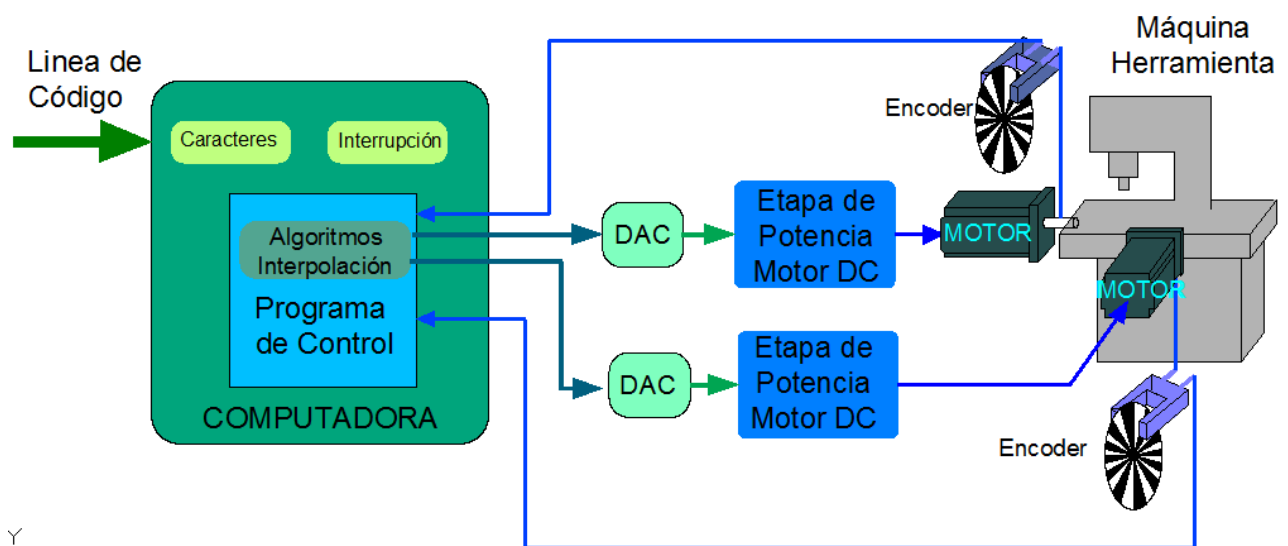 Linea de
Código
Caracteres
Interrupción
Algoritmos
Interpolación
Programa
de Control
COMPUTADORA
DAC
Etapa de
Potencia
Motor DC
MOTOR
Encoder
Máquina
Herramienta
DAC
Etapa de
Potencia
Motor DC
MOTOR
Encoder